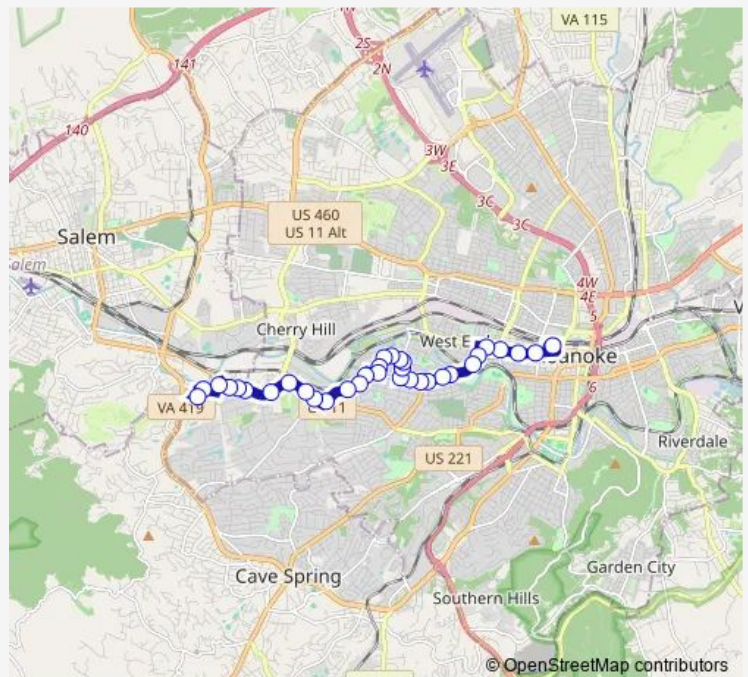 VA 115
2S
2N
141
140
3W
3E
US 460
US 11 Alt
3C
3C
Salem
alem
4W
4E
5
Cherry Hill
West E
anoke
6
VA 419
11
US 221
Riverdale
Cave Spring
Garden City
Southern Hills
© OpenStreetMap contributors